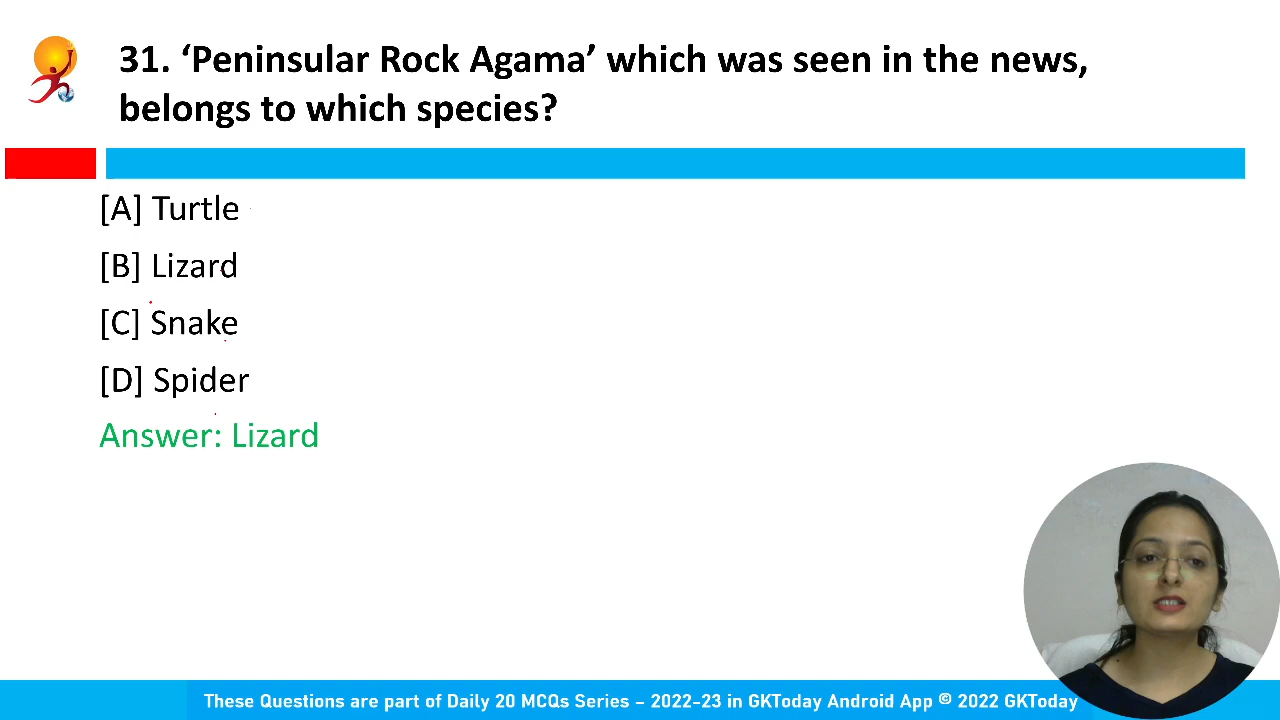 31. ‘Peninsular Rock Agama’ which was seen in the news,
belongs to which species?
[A] Turtle
[B] Lizard
[C] Snake
[D] Spider
Answer: Lizard
These Questions are part of Daily 20 MCQs Series – 2022-23 in GKToday Android App © 2022 GKToday